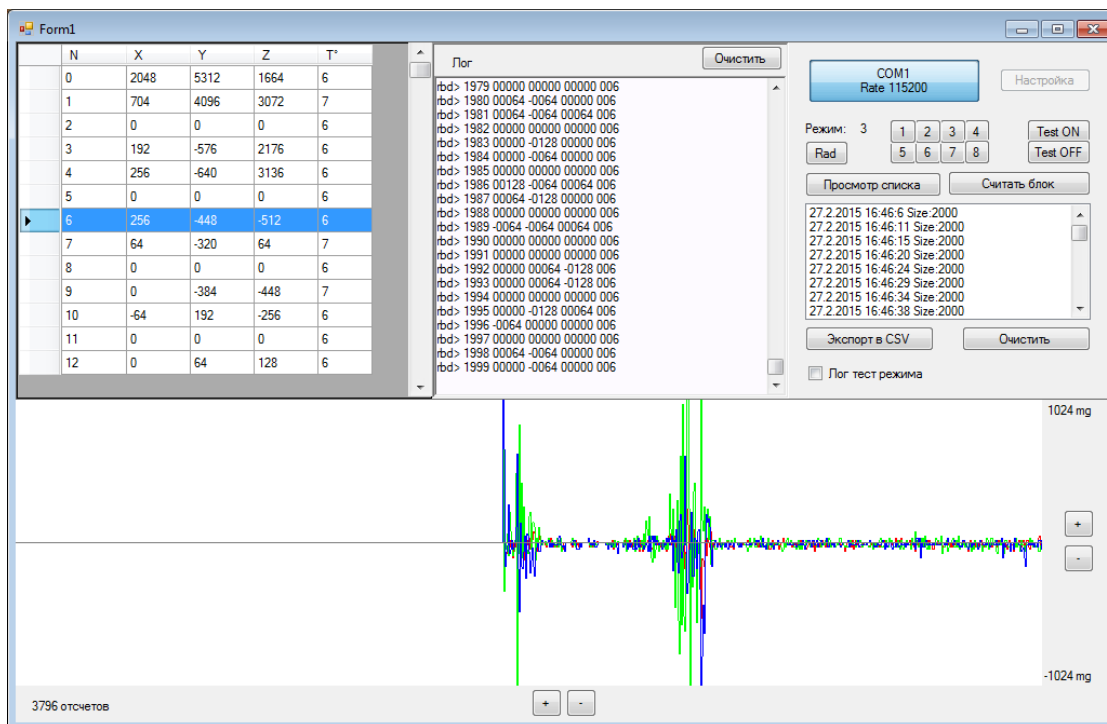 Form1
N X Y Z T°
0 2048 5312 1664 6
1 704 4096 3072 7
2 0 0 0 6
3 192 -576 2176 6
4 256 -640 3136 6
5 0 0 0 6
6 256 -448 -512 6
7 64 -320 64 7
8 0 0 0 6
9 0 -384 -448 7
10 -64 192 -256 6
11 0 0 0 6
12 0 64 128 6
Лог
Очистить
rbd> 1979 00000 00000 00000 006
rbd> 1980 00064 -0064 00000 006
rbd> 1981 00064 -0064 00064 006
rbd> 1982 00000 00000 00000 006
rbd> 1983 00000 -0128 00000 006
rbd> 1984 00000 -0064 00000 006
rbd> 1985 00000 00000 00000 006
rbd> 1986 00128 -0064 00064 006
rbd> 1987 00064 -0128 00000 006
rbd> 1988 00000 00000 00000 006
rbd> 1989 -0064 -0064 00064 006
rbd> 1990 00000 00000 00000 006
rbd> 1991 00000 00000 00000 006
rbd> 1992 00000 00064 -0128 006
rbd> 1993 00000 00064 -0128 006
rbd> 1994 00000 00000 00000 006
rbd> 1995 00000 -0128 00064 006
rbd> 1996 -0064 00000 00000 006
rbd> 1997 00000 00000 00000 006
rbd> 1998 00064 -0064 00000 006
rbd> 1999 00000 -0064 00000 006
COM1
Rate 115200
Настройка
Режим: 3
1 2 3 4
Test ON
Rad
5 6 7 8
Test OFF
Просмотр списка
Считать блок
27.2.2015 16:46:6 Size:2000
27.2.2015 16:46:11 Size:2000
27.2.2015 16:46:15 Size:2000
27.2.2015 16:46:20 Size:2000
27.2.2015 16:46:24 Size:2000
27.2.2015 16:46:29 Size:2000
27.2.2015 16:46:34 Size:2000
27.2.2015 16:46:38 Size:2000
Экспорт в CSV
Очистить
Лог тест режима
1024 mg
+
-
-1024 mg
3796 отсчетов
+ -